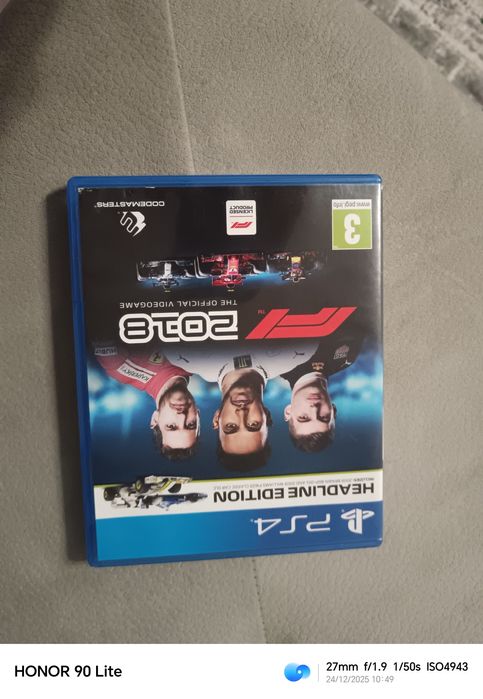 PS4
HEADLINE EDITION
F1™ 2018
THE OFFICIAL VIDEOGAME
3
www.pegi.info
F1
LICENSED
PRODUCT
CODEMASTERS®
HONOR 90 Lite
27mm f/1.9 1/50s ISO4943
24/12/2025 10:49